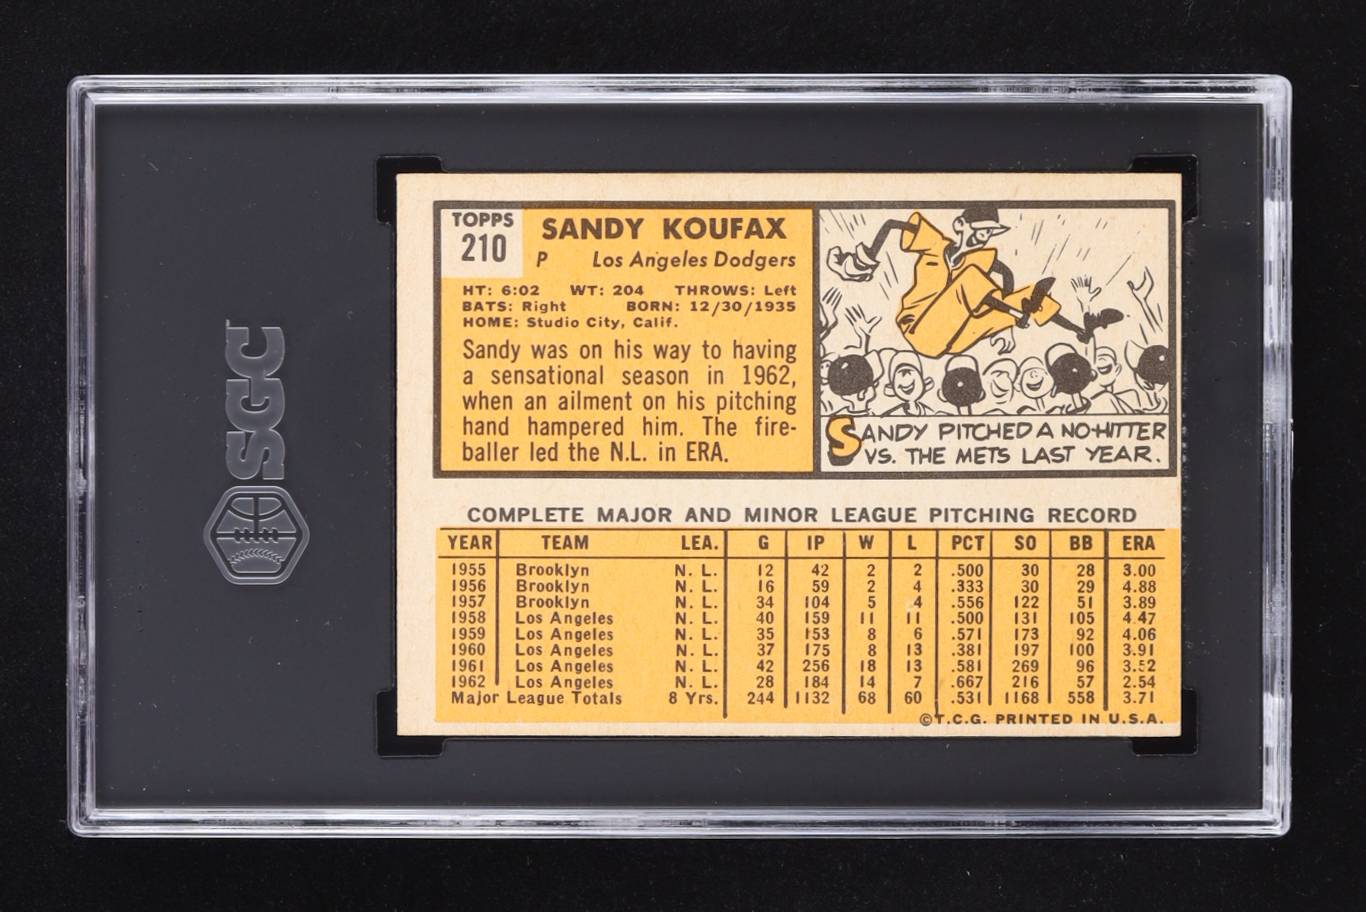 SGC
TOPPS
210
SANDY KOUFAX
P Los Angeles Dodgers
HT: 6:02 WT: 204 THROWS: Left
BATS: Right BORN: 12/30/1935
HOME: Studio City, Calif.
Sandy was on his way to having
a sensational season in 1962,
when an ailment on his pitching
hand hampered him. The fire-
baller led the N.L. in ERA.
SANDY PITCHED A NO-HITTER
VS. THE METS LAST YEAR.
COMPLETE MAJOR AND MINOR LEAGUE PITCHING RECORD
YEAR TEAM LEA. G IP W L PCT SO BB ERA
1955 Brooklyn N. L. 12 42 2 2 .500 30 28 3.00
1956 Brooklyn N. L. 16 59 2 4 .333 30 29 4.88
1957 Brooklyn N. L. 34 104 5 4 .556 122 51 3.89
1958 Los Angeles N. L. 40 159 11 11 .500 131 105 4.47
1959 Los Angeles N. L. 35 153 8 6 .571 173 92 4.06
1960 Los Angeles N. L. 37 175 8 13 .381 197 100 3.91
1961 Los Angeles N. L. 42 256 18 13 .581 269 96 3.52
1962 Los Angeles N. L. 28 184 14 7 .667 216 57 2.54
Major League Totals 8 Yrs. 244 1132 68 60 .531 1168 558 3.71
©T.C.G. PRINTED IN U.S.A.